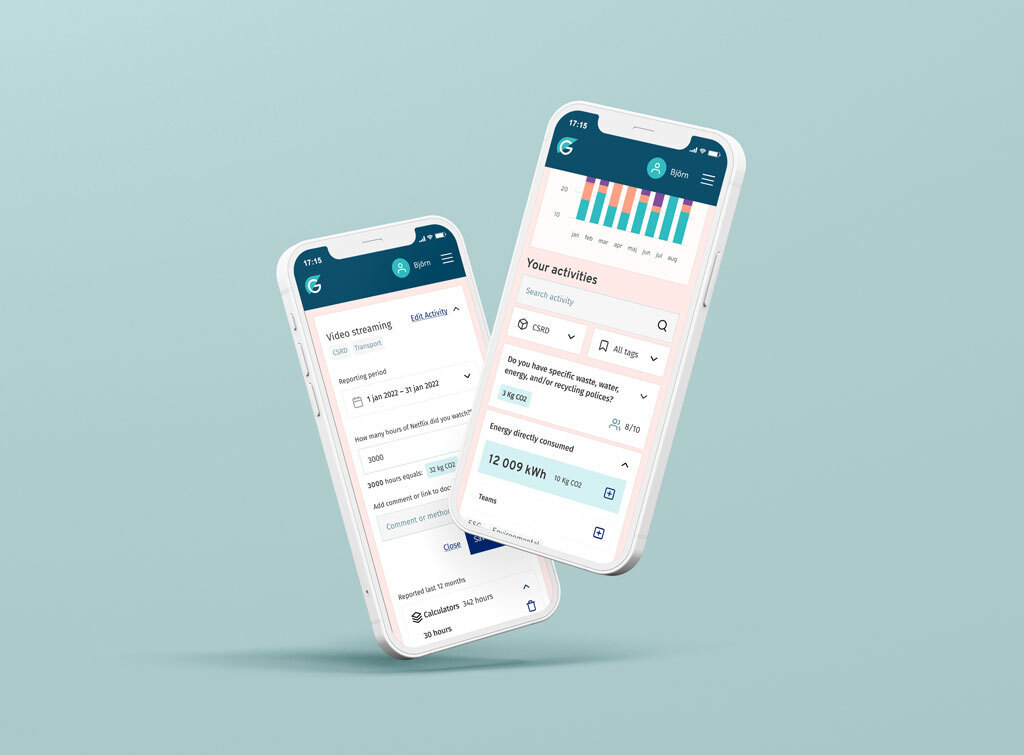 17:15
G
Björn
Video streaming
Edit Activity
CSRD
Transport
Reporting period
1 jan 2022 – 31 jan 2022
How many hours of Netflix did you watch?
3000
3000 hours equals: 32 kg CO2
Add comment or link to
Comment or
Close
Reported last 12 months
Calculators 342 hours
30 hours
17:15
G
Björn
20
10
jan feb mar apr maj jun jul aug
Your activities
Search activity
CSRD
All tags
Do you have specific waste, water,
energy, and/or recycling polices?
3 Kg CO2
8/10
Energy directly consumed
12 009 kWh 10 Kg CO2
Teams
ESG – Environmental